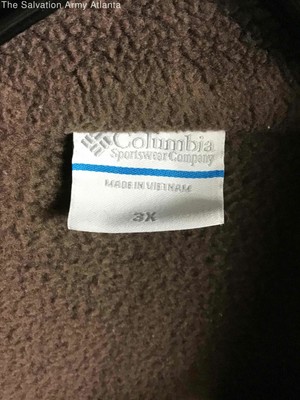 The Salvation Army Atlanta
Columbia
Sportswear Company
MADE IN VIETNAM
3X